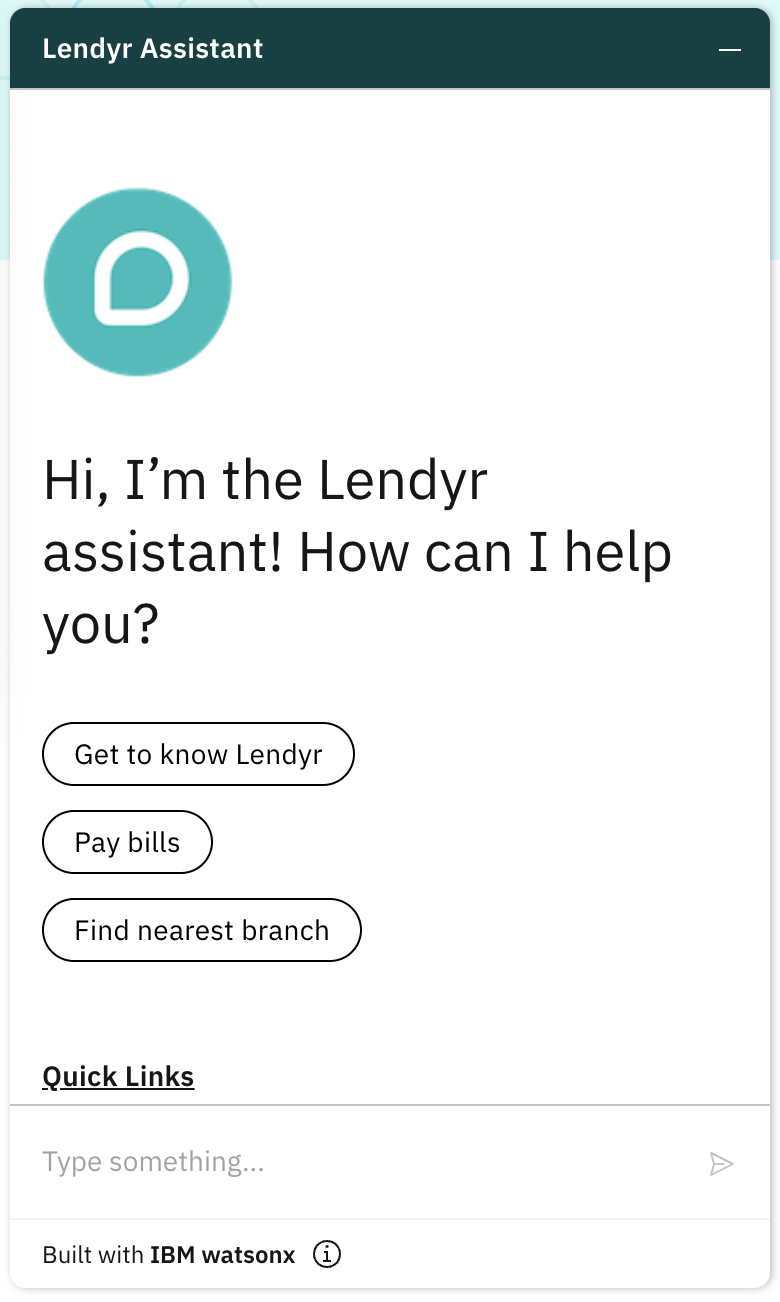 Lendyr Assistant
Hi, I’m the Lendyr
assistant! How can I help
you?
Get to know Lendyr
Pay bills
Find nearest branch
Quick Links
Type something...
Built with IBM watsonx